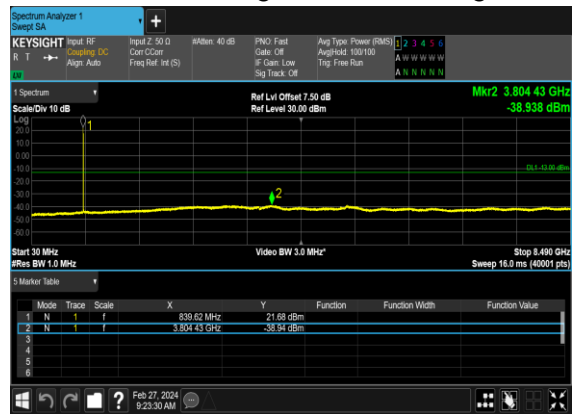 Spectrum Analyzer 1
Swept SA
KEYSIGHT Input: RF Input Z: 50 Ω #Atten: 40 dB PNO: Fast Avg Type: Power (RMS) 1 2 3 4 5 6
R T Coupling: DC Corr CCorr Gate: Off Avg|Hold: 100/100 A W W W W W
Align: Auto Freq Ref: Int (S) IF Gain: Low Trig: Free Run
Sig Track: Off A N N N N N
LXI
1 Spectrum Ref Lvl Offset 7.50 dB Mkr2 3.804 43 GHz
Scale/Div 10 dB Ref Level 30.00 dBm -38.938 dBm
Log
20.0
10.0
0.00
-10.0
-20.0
-30.0
-40.0
-50.0
-60.0
1
DL1 -13.00 dBm
2
Start 30 MHz Video BW 3.0 MHz* Stop 8.490 GHz
#Res BW 1.0 MHz Sweep 16.0 ms (40001 pts)
5 Marker Table
Mode Trace Scale X Y Function Function Width Function Value
1 N 1 f 839.62 MHz 21.68 dBm
2 N 1 f 3.804 43 GHz -38.94 dBm
3
4
5
6
? Feb 27, 2024
9:23:30 AM